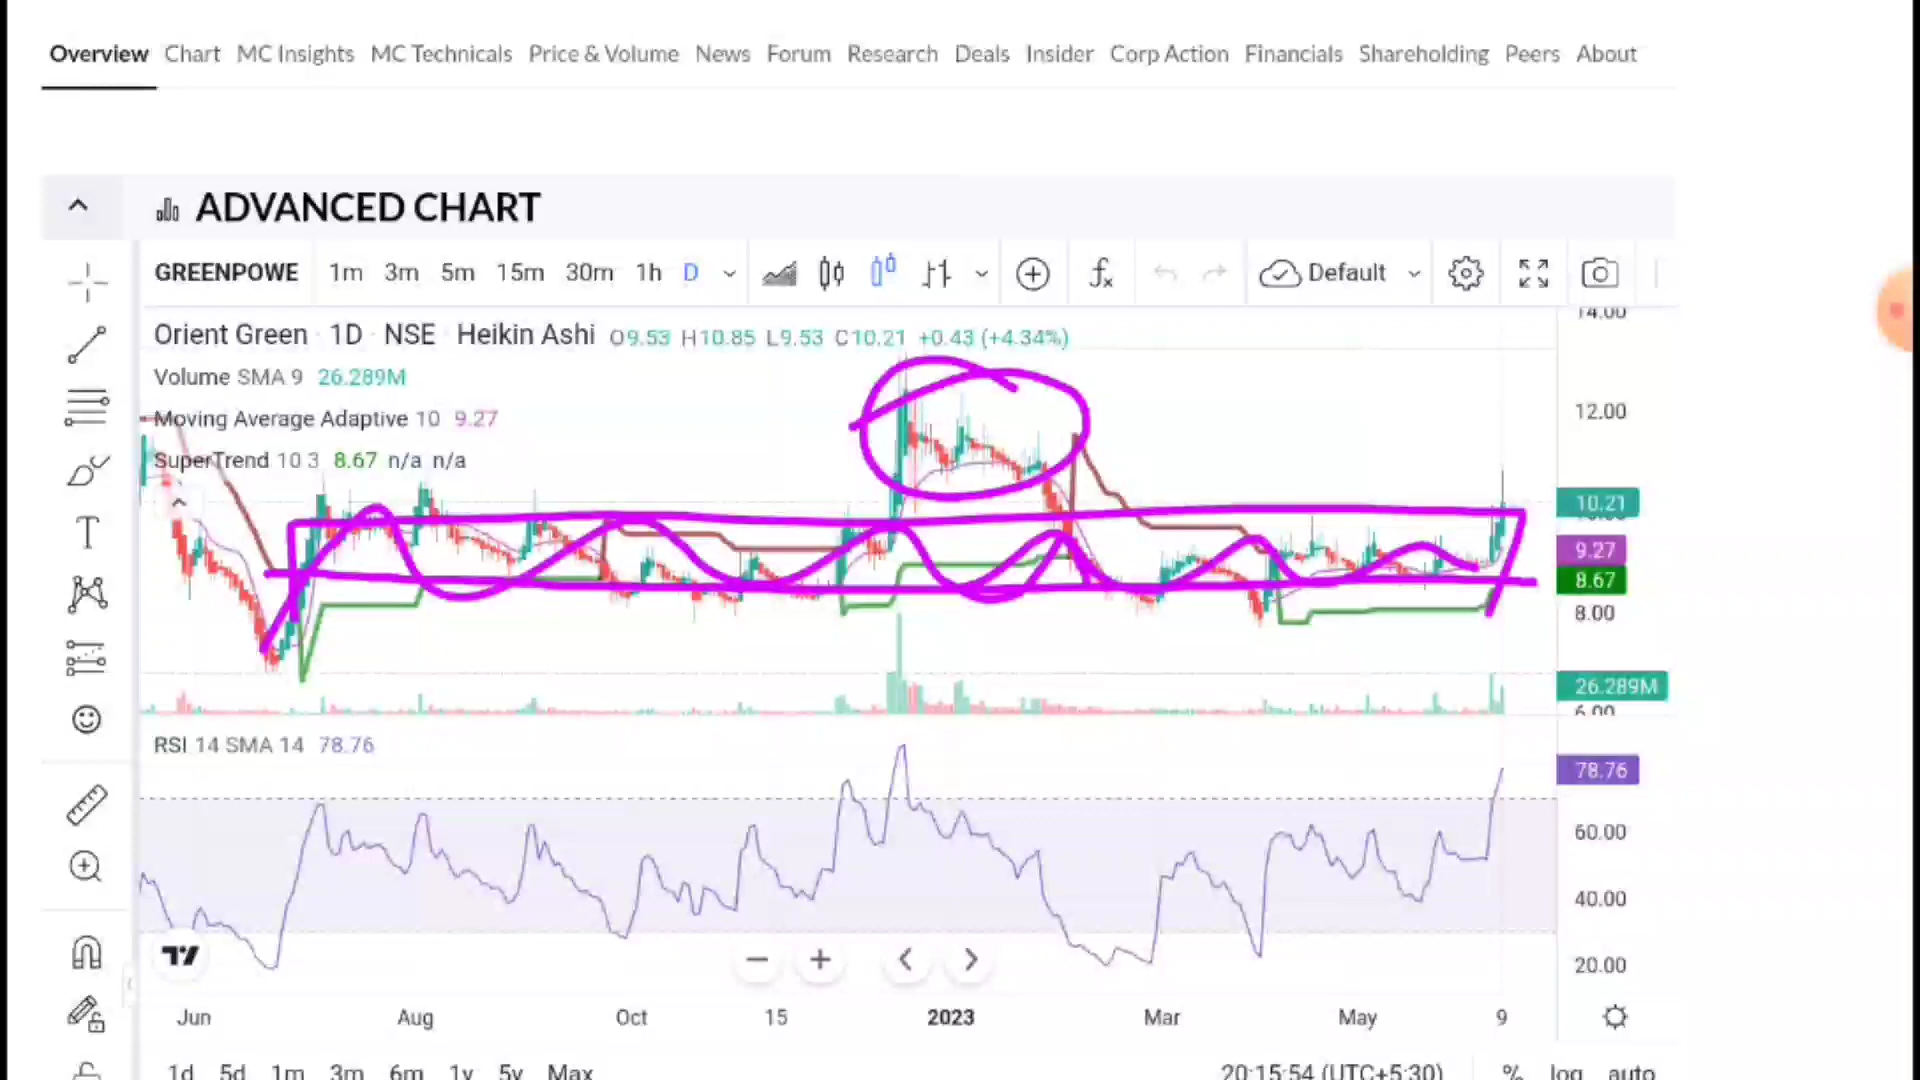 Overview Chart MC Insights MC Technicals Price & Volume News Forum Research Deals Insider Corp Action Financials Shareholding Peers About
ADVANCED CHART
GREENPOWE 1m 3m 5m 15m 30m 1h D Default
Orient Green · 1D · NSE · Heikin Ashi O9.53 H10.85 L9.53 C10.21 +0.43 (+4.34%)
14.00
Volume SMA 9 26.289M
12.00
Moving Average Adaptive 10 9.27
SuperTrend 10 3 8.67 n/a n/a
10.21
9.27
8.67
8.00
26.289M
6.00
RSI 14 SMA 14 78.76
78.76
60.00
40.00
20.00
Jun Aug Oct 15 2023 Mar May 9
1d 5d 1m 3m 6m 1y 5y Max 20:15:54 (UTC+5:30) % log auto